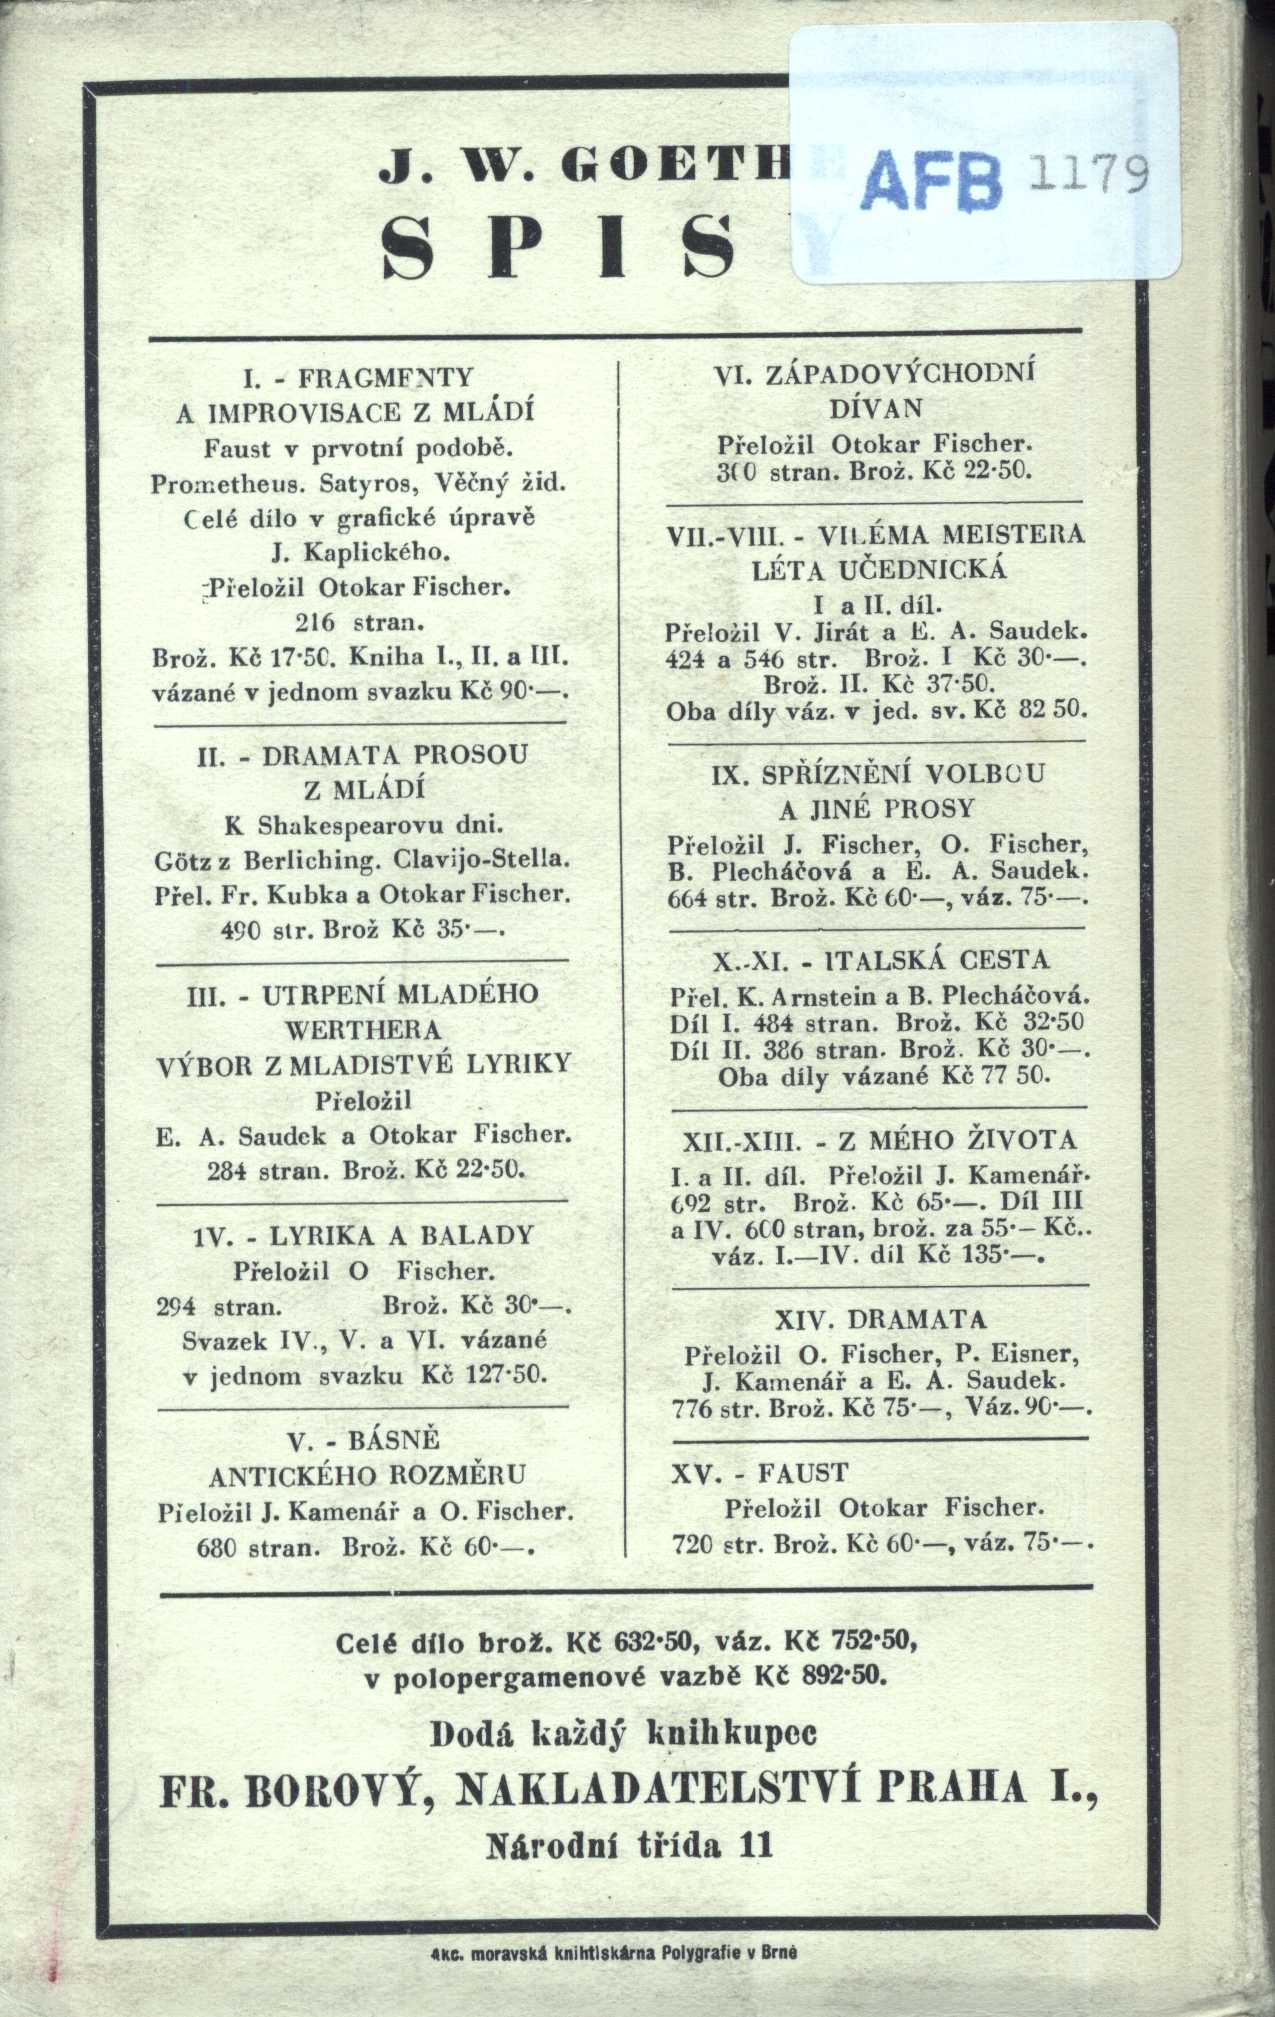 J. W. GOETHE
SPISY
AFB 1179
I. - FRAGMENTY
A IMPROVISACE Z MLÁDÍ
Faust v prvotní podobě.
Prometheus. Satyros, Věčný žid.
Celé dílo v grafické úpravě
J. Kaplického.
Přeložil Otokar Fischer.
216 stran.
Brož. Kč 17·50. Kniha I., II. a III.
vázané v jednom svazku Kč 90·—.
II. - DRAMATA PROSOU
Z MLÁDÍ
K Shakespearovu dni.
Götz z Berliching. Clavijo-Stella.
Přel. Fr. Kubka a Otokar Fischer.
490 str. Brož Kč 35·—.
III. - UTRPENÍ MLADÉHO
WERTHERA
VÝBOR Z MLADISTVÉ LYRIKY
Přeložil
E. A. Saudek a Otokar Fischer.
284 stran. Brož. Kč 22·50.
IV. - LYRIKA A BALADY
Přeložil O Fischer.
294 stran. Brož. Kč 30·—.
Svazek IV., V. a VI. vázané
v jednom svazku Kč 127·50.
V. - BÁSNĚ
ANTICKÉHO ROZMĚRU
Přeložil J. Kamenář a O. Fischer.
680 stran. Brož. Kč 60·—.
VI. ZÁPADOVÝCHODNÍ
DÍVAN
Přeložil Otokar Fischer.
300 stran. Brož. Kč 22·50.
VII.-VIII. - VILÉMA MEISTERA
LÉTA UČEDNICKÁ
I a II. díl.
Přeložil V. Jirát a E. A. Saudek.
424 a 546 str. Brož. I Kč 30·—.
Brož. II. Kč 37·50.
Oba díly váz. v jed. sv. Kč 82 50.
IX. SPŘÍZNĚNÍ VOLBOU
A JINÉ PROSY
Přeložil J. Fischer, O. Fischer,
B. Plecháčová a E. A. Saudek.
664 str. Brož. Kč 60·—, váz. 75·—.
X.-XI. - ITALSKÁ CESTA
Přel. K. Arnstein a B. Plecháčová.
Díl I. 484 stran. Brož. Kč 32·50
Díl II. 386 stran. Brož. Kč 30·—.
Oba díly vázané Kč 77 50.
XII.-XIII. - Z MÉHO ŽIVOTA
I. a II. díl. Přeložil J. Kamenář.
692 str. Brož. Kč 65·—. Díl III
a IV. 600 stran, brož. za 55·— Kč..
váz. I.—IV. díl Kč 135·—.
XIV. DRAMATA
Přeložil O. Fischer, P. Eisner,
J. Kamenář a E. A. Saudek.
776 str. Brož. Kč 75·—, Váz. 90·—.
XV. - FAUST
Přeložil Otokar Fischer.
720 str. Brož. Kč 60·—, váz. 75·—.
Celé dílo brož. Kč 632·50, váz. Kč 752·50,
v polopergamenové vazbě Kč 892·50.
Dodá každý knihkupec
FR. BOROVÝ, NAKLADATELSTVÍ PRAHA I.,
Národní třída 11
Akc. moravská knihtiskárna Polygrafie v Brně